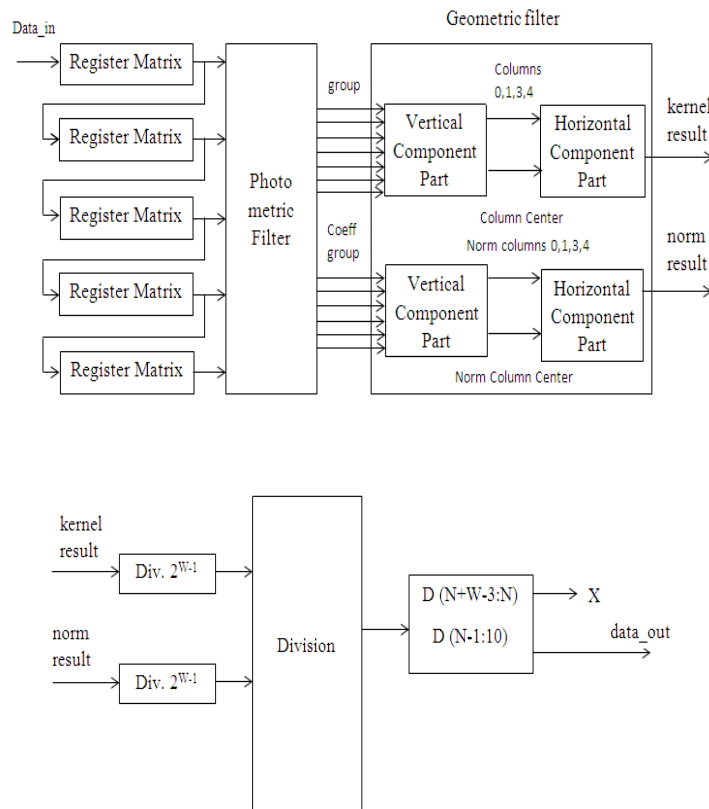 Geometric filter
Data_in
Register Matrix
Register Matrix
Register Matrix
Register Matrix
Register Matrix
Photo
metric
Filter
group
Coeff
group
Columns
0,1,3,4
Vertical
Component
Part
Horizontal
Component
Part
kernel
result
Column Center
Norm columns 0,1,3,4
Vertical
Component
Part
Horizontal
Component
Part
norm
result
Norm Column Center
kernel
result
Div. 2^W-1
norm
result
Div. 2^W-1
Division
D (N+W-3:N)
D (N-1:10)
X
data_out